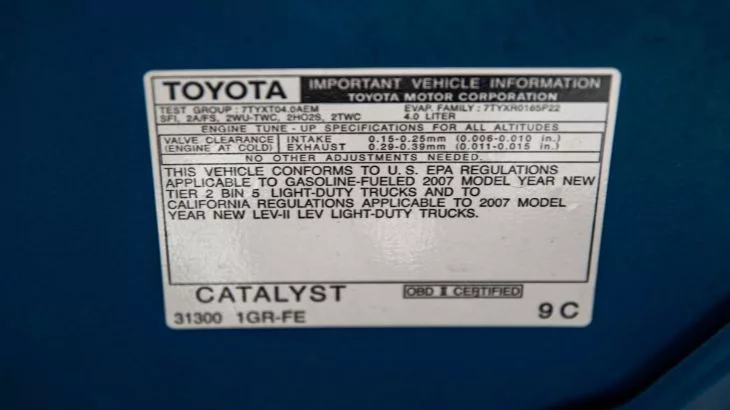 TOYOTA IMPORTANT VEHICLE INFORMATION
TOYOTA MOTOR CORPORATION
TEST GROUP : 7TYXT04.0AEM EVAP. FAMILY : 7TYXR0165P22
SFI, 2A/FS, 2WU-TWC, 2HO2S, 2TWC 4.0 LITER
ENGINE TUNE - UP SPECIFICATIONS FOR ALL ALTITUDES
VALVE CLEARANCE INTAKE 0.15-0.25mm (0.006-0.010 in.)
(ENGINE AT COLD) EXHAUST 0.29-0.39mm (0.011-0.015 in.)
NO OTHER ADJUSTMENTS NEEDED.
THIS VEHICLE CONFORMS TO U.S. EPA REGULATIONS
APPLICABLE TO GASOLINE-FUELED 2007 MODEL YEAR NEW
TIER 2 BIN 5 LIGHT-DUTY TRUCKS AND TO
CALIFORNIA REGULATIONS APPLICABLE TO 2007 MODEL
YEAR NEW LEV-II LEV LIGHT-DUTY TRUCKS.
CATALYST OBD II CERTIFIED
31300 1GR-FE 9C